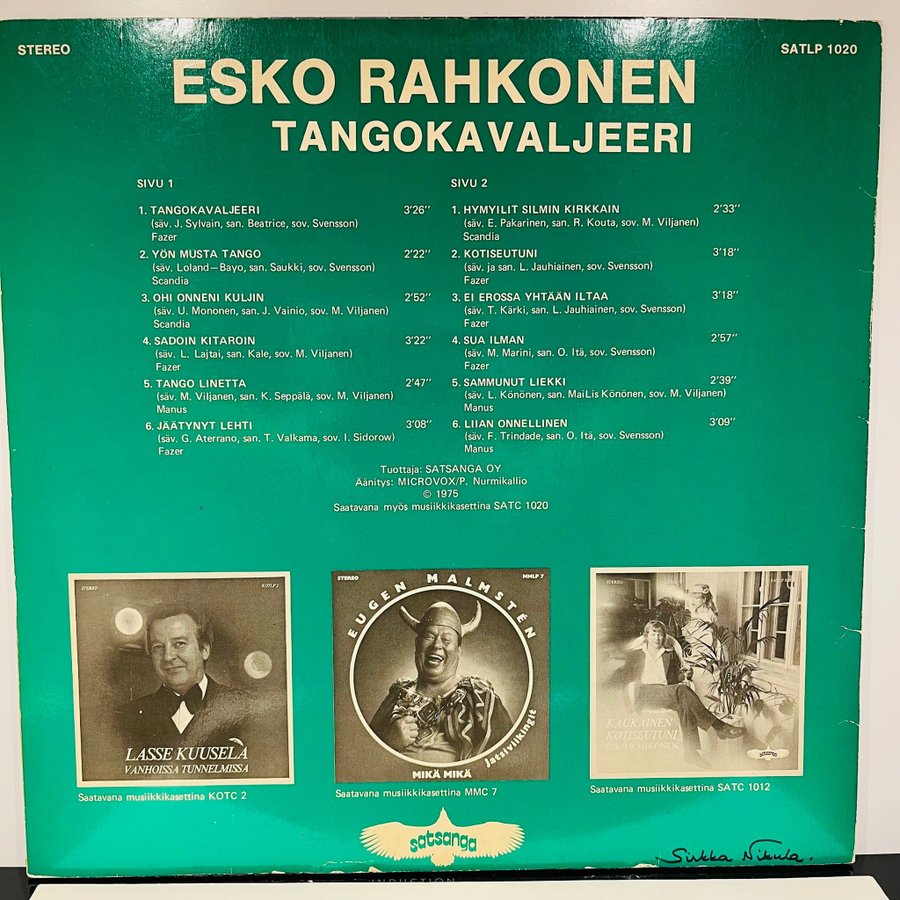 STEREO
SATLP 1020
ESKO RAHKONEN
TANGOKAVALJEERI
SIVU 1
1. TANGOKAVALJEERI 3'26''
(säv. J. Sylvain, san. Beatrice, sov. Svensson)
Fazer
2. YÖN MUSTA TANGO 2'22''
(säv. Loland—Bayo, san. Saukki, sov. Svensson)
Scandia
3. OHI ONNENI KULJIN 2'52''
(säv. U. Mononen, san. J. Vainio, sov. M. Viljanen)
Scandia
4. SADOIN KITAROIN 3'22''
(säv. L. Lajtai, san. Kale, sov. M. Viljanen)
Fazer
5. TANGO LINETTA 2'47''
(säv. M. Viljanen, san. K. Seppälä, sov. M. Viljanen)
Manus
6. JÄÄTYNYT LEHTI 3'08''
(säv. G. Aterrano, san. T. Valkama, sov. I. Sidorow)
Fazer
SIVU 2
1. HYMYILIT SILMIN KIRKKAIN 2'33''
(säv. E. Pakarinen, san. R. Kouta, sov. M. Viljanen)
Scandia
2. KOTISEUTUNI 3'18''
(säv. ja san. L. Jauhiainen, sov. Svensson)
Fazer
3. EI EROSSA YHTÄÄN ILTAA 3'18''
(säv. T. Kärki, san. L. Jauhiainen, sov. Svensson)
Fazer
4. SUA ILMAN 2'57''
(säv. M. Marini, san. O. Itä, sov. Svensson)
Fazer
5. SAMMUNUT LIEKKI 2'39''
(säv. L. Könönen, san. MaiLis Könönen, sov. M. Viljanen)
Manus
6. LIIAN ONNELLINEN 3'09''
(säv. F. Trindade, san. O. Itä, sov. Svensson)
Manus
Tuottaja: SATSANGA OY
Äänitys: MICROVOX/P. Nurmikallio
© 1975
Saatavana myös musiikkikasettina SATC 1020
STEREO
KOTLP 2
LASSE KUUSELA
VANHOISSA TUNNELMISSA
Saatavana musiikkikasettina KOTC 2
STEREO
MMLP 7
EUGEN MALMSTÉN
Jatsiviikingit
MIKÄ MIKÄ
Saatavana musiikkikasettina MMC 7
STEREO
KAUKAINEN
KOTISEUTUNI
ESKO RAHKONEN
satsanga
Saatavana musiikkikasettina SATC 1012
satsanga
Sirkka Nikula.
INDUCTION